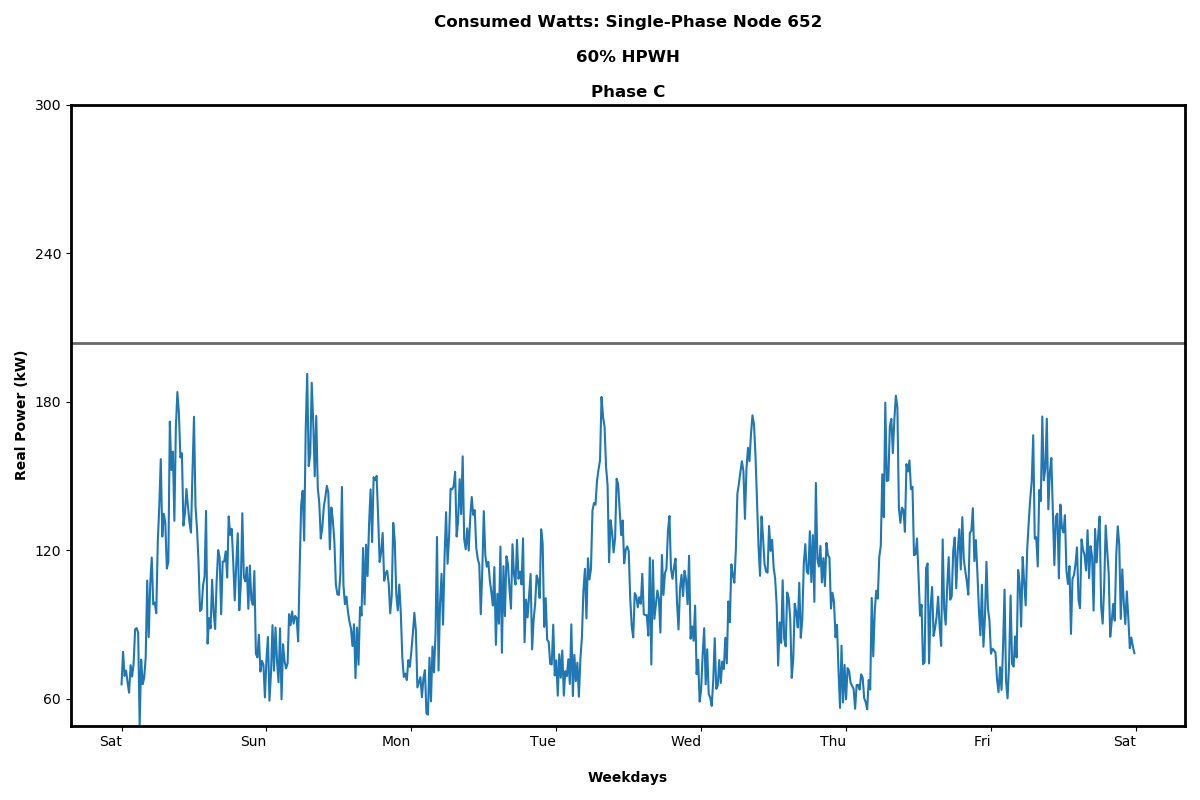 Consumed Watts: Single-Phase Node 652
60% HPWH
Phase C
300
240
180
120
60
Real Power (kW)
Sat Sun Mon Tue Wed Thu Fri Sat
Weekdays